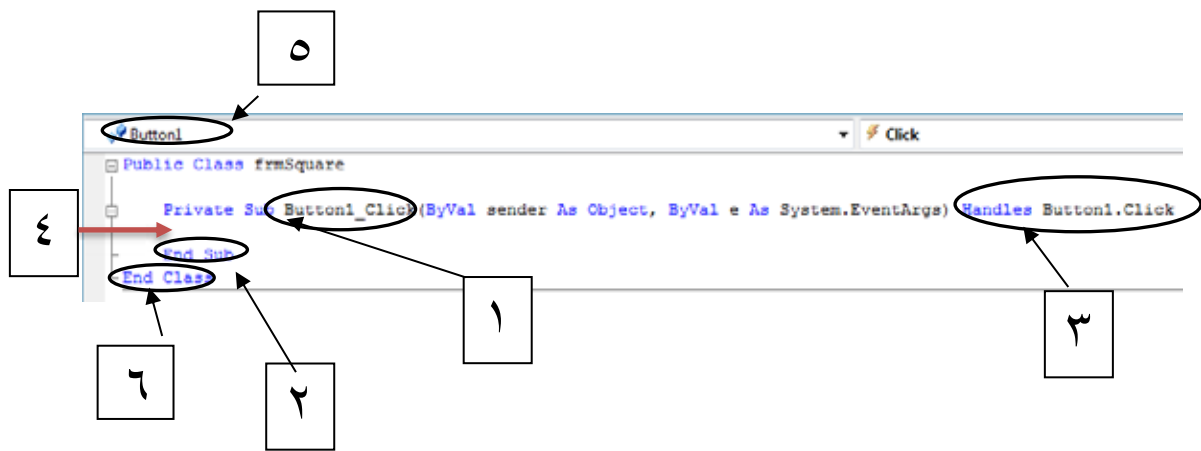 ٥
Button1 Click
Public Class frmSquare
Private Sub Button1_Click(ByVal sender As Object, ByVal e As System.EventArgs) Handles Button1.Click
٤
End Sub
End Class
١
٣
٦
٢